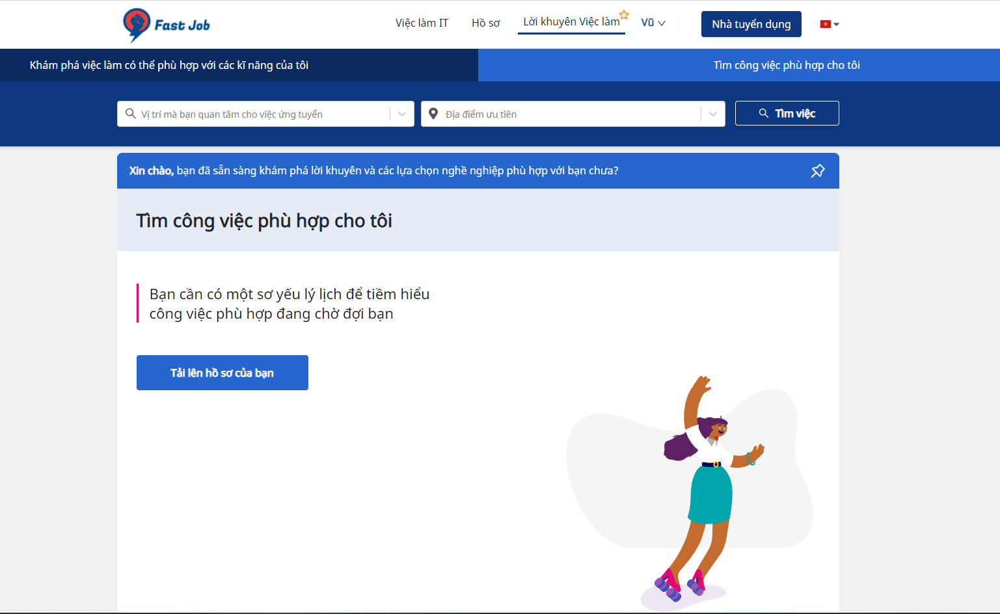 Fast Job
Việc làm IT
Hồ sơ
Lời khuyên Việc làm
Vũ
Nhà tuyển dụng
Khám phá việc làm có thể phù hợp với các kĩ năng của tôi
Tìm công việc phù hợp cho tôi
Vị trí mà bạn quan tâm cho việc ứng tuyển
Địa điểm ưu tiên
Tìm việc
Xin chào, bạn đã sẵn sàng khám phá lời khuyên và các lựa chọn nghề nghiệp phù hợp với bạn chưa?
Tìm công việc phù hợp cho tôi
Bạn cần có một sơ yếu lý lịch để tiềm hiểu
công việc phù hợp đang chờ đợi bạn
Tải lên hồ sơ của bạn